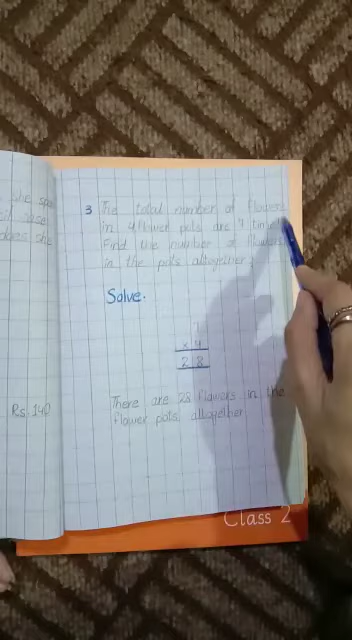 she spe
3 The total number of flowers
in 4 flower pots are 7 times
Find the number of flowers
in the pots altogether
Solve.
× 4
2 8
Rs. 140
There are 28 flowers in the
flower pots altogether
Class 2